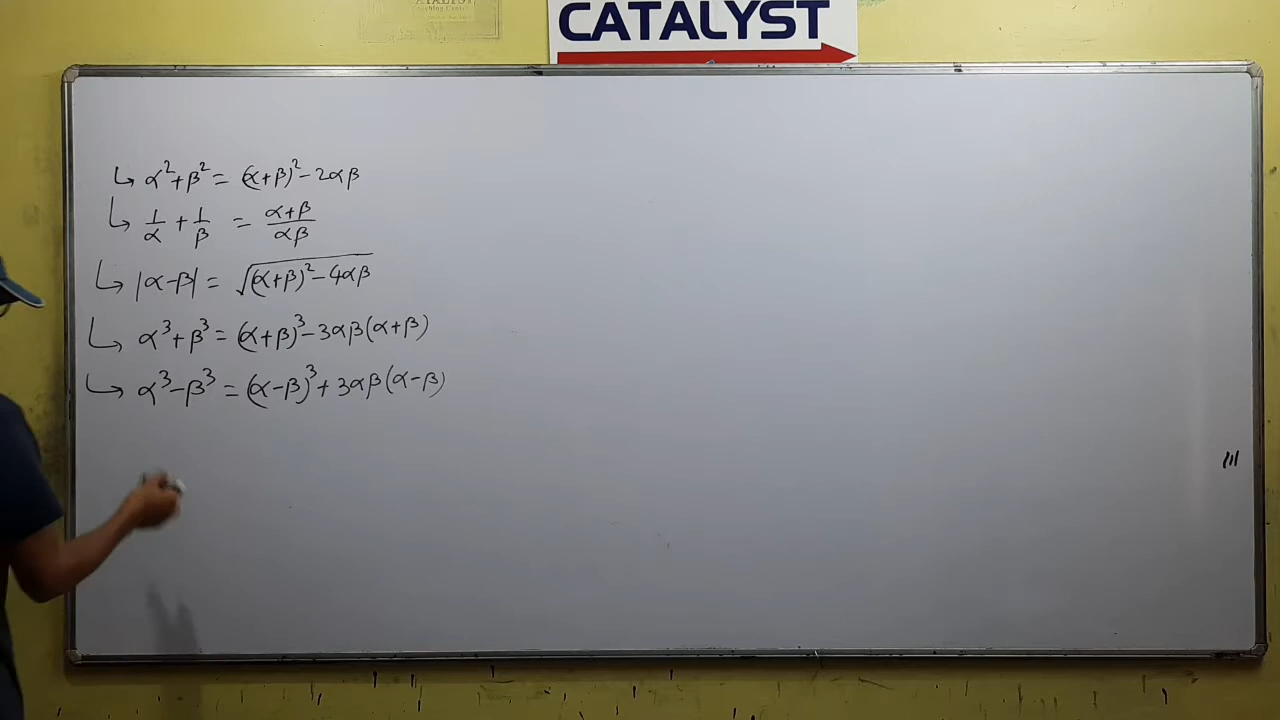 CATALYST
↳ α²+β² = (α+β)²-2αβ
↳ 1/α + 1/β = α+β/αβ
↳ |α-β| = √(α+β)²-4αβ
↳ α³+β³ = (α+β)³-3αβ(α+β)
↳ α³-β³ = (α-β)³+3αβ(α-β)